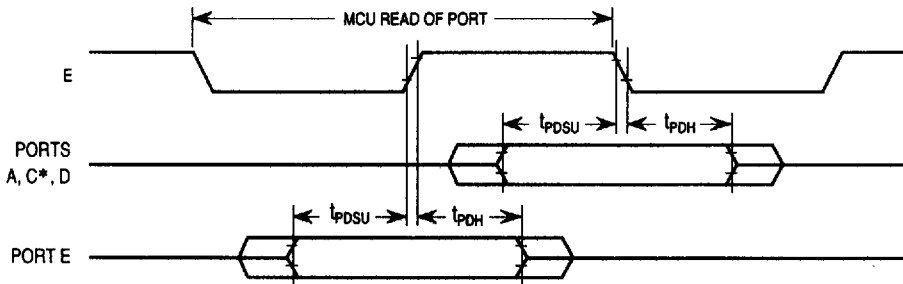 MCU READ OF PORT
E
tPDSU tPDH
PORTS
A, C*, D
tPDSU tPDH
PORT E